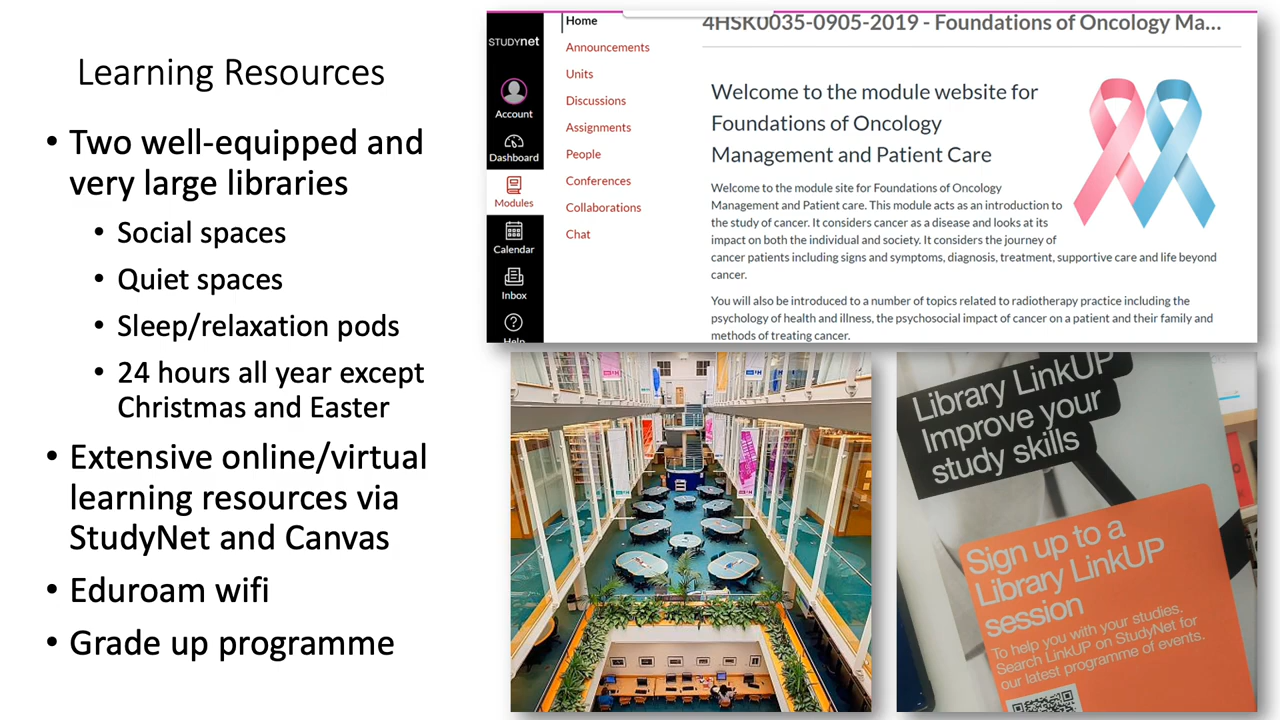 Learning Resources
• Two well-equipped and
very large libraries
• Social spaces
• Quiet spaces
• Sleep/relaxation pods
• 24 hours all year except
Christmas and Easter
• Extensive online/virtual
learning resources via
StudyNet and Canvas
• Eduroam wifi
• Grade up programme
STUDYnet
Account
Dashboard
Modules
Calendar
Inbox
Help
Home
Announcements
Units
Discussions
Assignments
People
Conferences
Collaborations
Chat
4HSK0035-0905-2019 - Foundations of Oncology Ma...
Welcome to the module website for
Foundations of Oncology
Management and Patient Care
Welcome to the module site for Foundations of Oncology
Management and Patient care. This module acts as an introduction to
the study of cancer. It considers cancer as a disease and looks at its
impact on both the individual and society. It considers the journey of
cancer patients including signs and symptoms, diagnosis, treatment, supportive care and life beyond
cancer.
You will also be introduced to a number of topics related to radiotherapy practice including the
psychology of health and illness, the psychosocial impact of cancer on a patient and their family and
methods of treating cancer.
Library LinkUP
Improve your
study skills
Sign up to a
Library LinkUP
session
To help you with your studies.
Search LinkUP on StudyNet for
our latest programme of events.